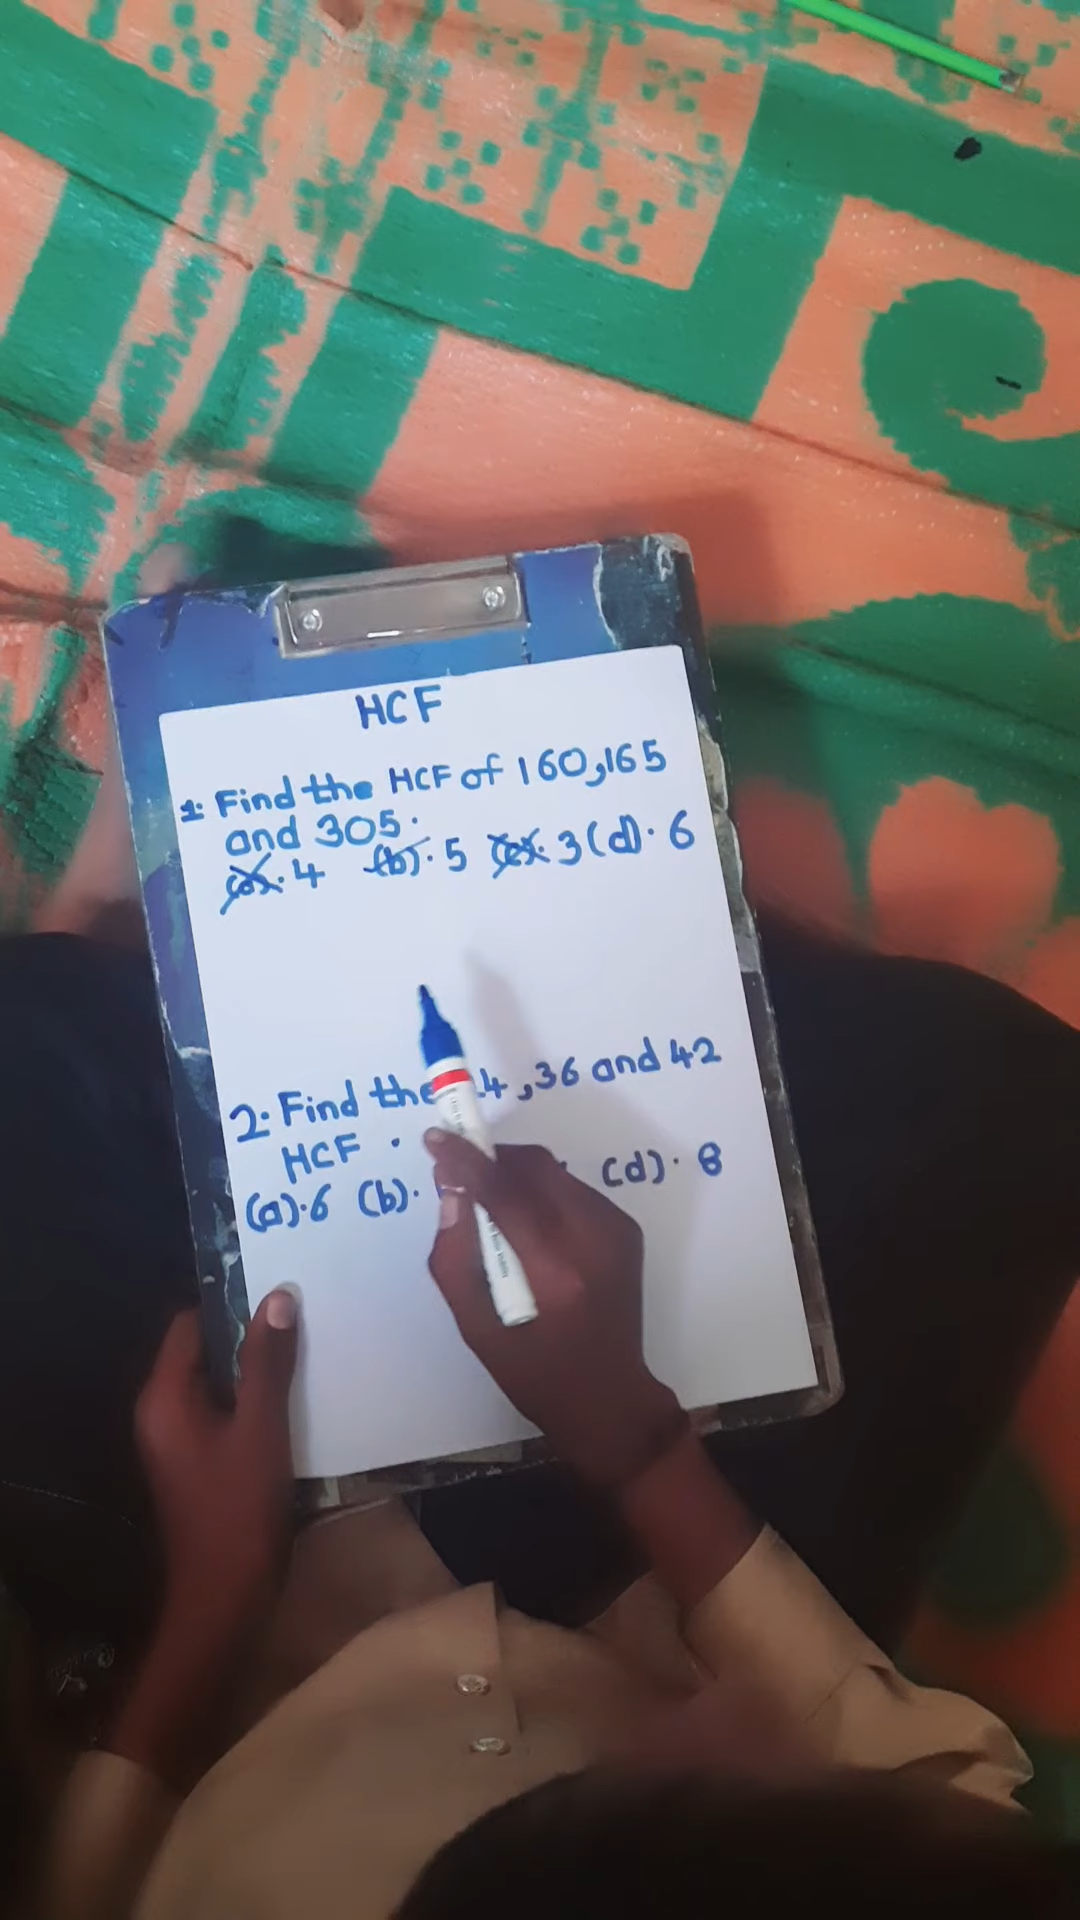 HCF
1. Find the HCF of 160,165
and 305.
(a). 4 (b). 5 (c). 3 (d). 6
2. Find the 4,36 and 42
HCF .
(a).6 (b). (d). 8